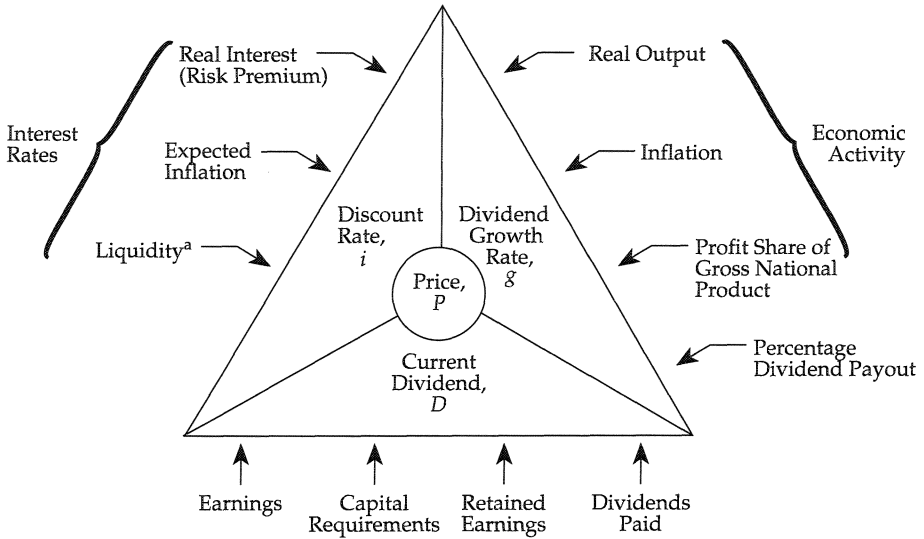 Real Interest
(Risk Premium)
Real Output
Interest
Rates
Economic
Activity
Expected
Inflation
Inflation
Liquidityᵃ
Discount
Rate,
i
Dividend
Growth
Rate,
g
Profit Share of
Gross National
Product
Price,
P
Current
Dividend,
D
Percentage
Dividend Payout
Earnings
Capital
Requirements
Retained
Earnings
Dividends
Paid